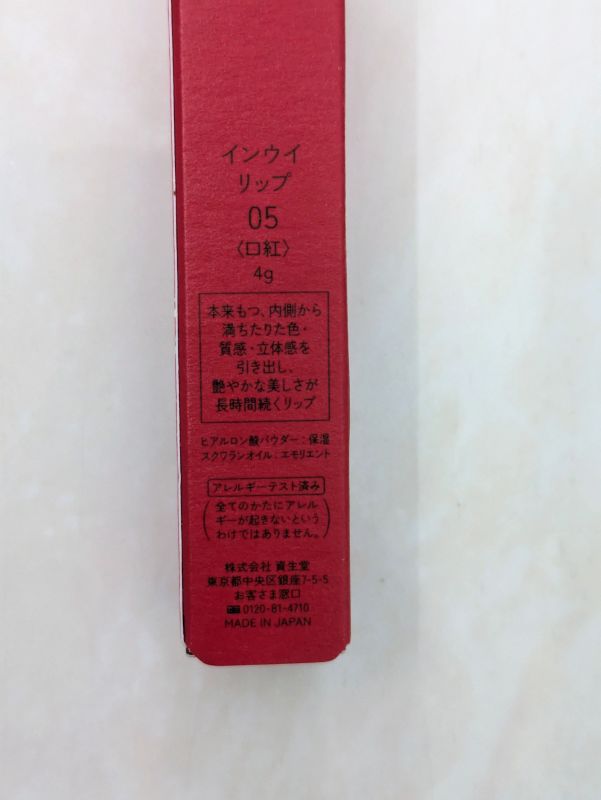 インウイ
リップ
05
〈口紅〉
4g
本来もつ、内側から
満ちたりた色・
質感・立体感を
引き出し、
艶やかな美しさが
長時間続くリップ
ヒアルロン酸パウダー：保湿
スクワランオイル：エモリエント
アレルギーテスト済み
(全てのかたにアレル
ギーが起きないという
わけではありません。)
株式会社 資生堂
東京都中央区銀座7-5-5
お客さま窓口
0120-81-4710
MADE IN JAPAN